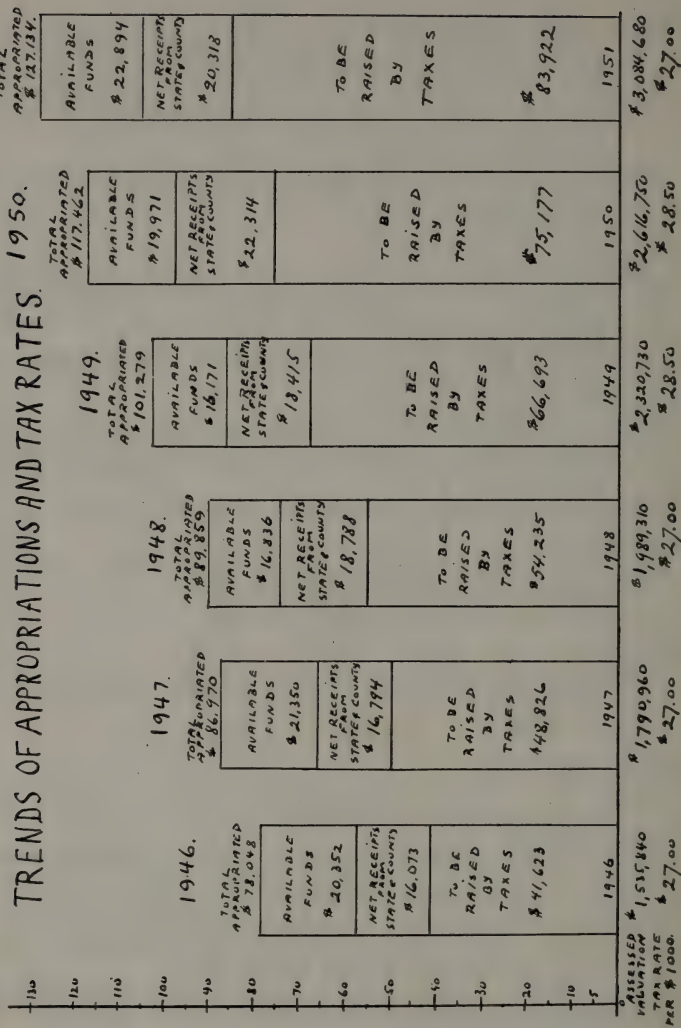 TRENDS OF APPROPRIATIONS AND TAX RATES.
130
120
110
100
90
80
70
60
50
40
30
20
10
5
0
1946.
TOTAL
APPROPRIATED
$ 78.048
AVAILABLE
FUNDS
$ 20,352
NET RECEIPTS
FROM
STATE & COUNTY
$16.073
TO BE
RAISED
BY
TAXES
$ 41,623
1946
1947.
TOTAL
APPROPRIATED
$ 86,970
AVAILABLE
FUNDS
$ 21,350
NET RECEIPTS
FROM
STATE & COUNTY
$ 16,794
TO BE
RAISED
BY
TAXES
$48,826
1947
1948.
TOTAL
APPROPRIATED
$ 89,859
AVAILABLE
FUNDS
$ 16,836
NET RECEIPTS
FROM
STATE & COUNTY
$ 18,788
TO BE
RAISED
BY
TAXES
$54,235
1948
1949.
TOTAL
APPROPRIATED
$ 101,279
AVAILABLE
FUNDS
$ 16,171
NET RECEIPTS
FROM
STATE & COUNTY
$ 18,415
TO BE
RAISED
BY
TAXES
$66,693
1949
1950.
TOTAL
APPROPRIATED
$ 117.462
AVAILABLE
FUNDS
$ 19,971
NET RECEIPTS
FROM
STATE & COUNTY
$ 22,314
TO BE
RAISED
BY
TAXES
$75,177
1950
TOTAL
APPROPRIATED
$ 127.134.
AVAILABLE
FUNDS
$ 22,894
NET RECEIPTS
FROM
STATE & COUNTY
$ 20,318
TO BE
RAISED
BY
TAXES
$ 83,922
1951
ASSESSED
VALUATION $ 1,535,840 $ 1,790,960 $ 1,989,310 $ 2,320,730 $ 2,616,750 $ 3,084,680
TAX RATE
PER $ 1000. $ 27.00 $ 27.00 $ 27.00 $ 28.50 $ 28.50 $ 27.00